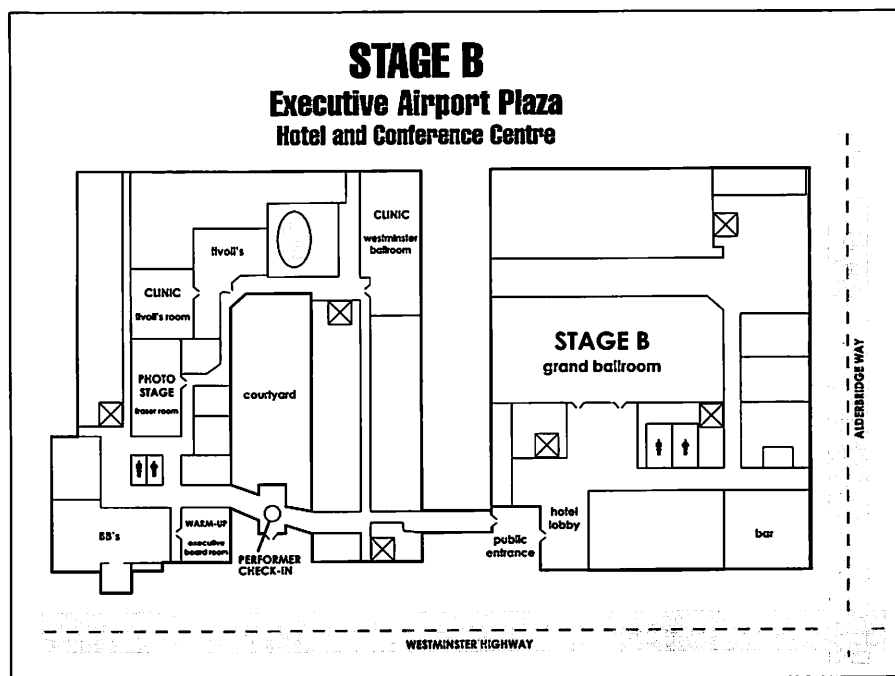 STAGE B
Executive Airport Plaza
Hotel and Conference Centre
CLINIC
westminster
ballroom
tivoli's
CLINIC
tivoli's room
STAGE B
grand ballroom
PHOTO
STAGE
fraser room
courtyard
ALDERBRIDGE WAY
BB's
WARM-UP
executive
board room
PERFORMER
CHECK-IN
public
entrance
hotel
lobby
bar
WESTMINSTER HIGHWAY